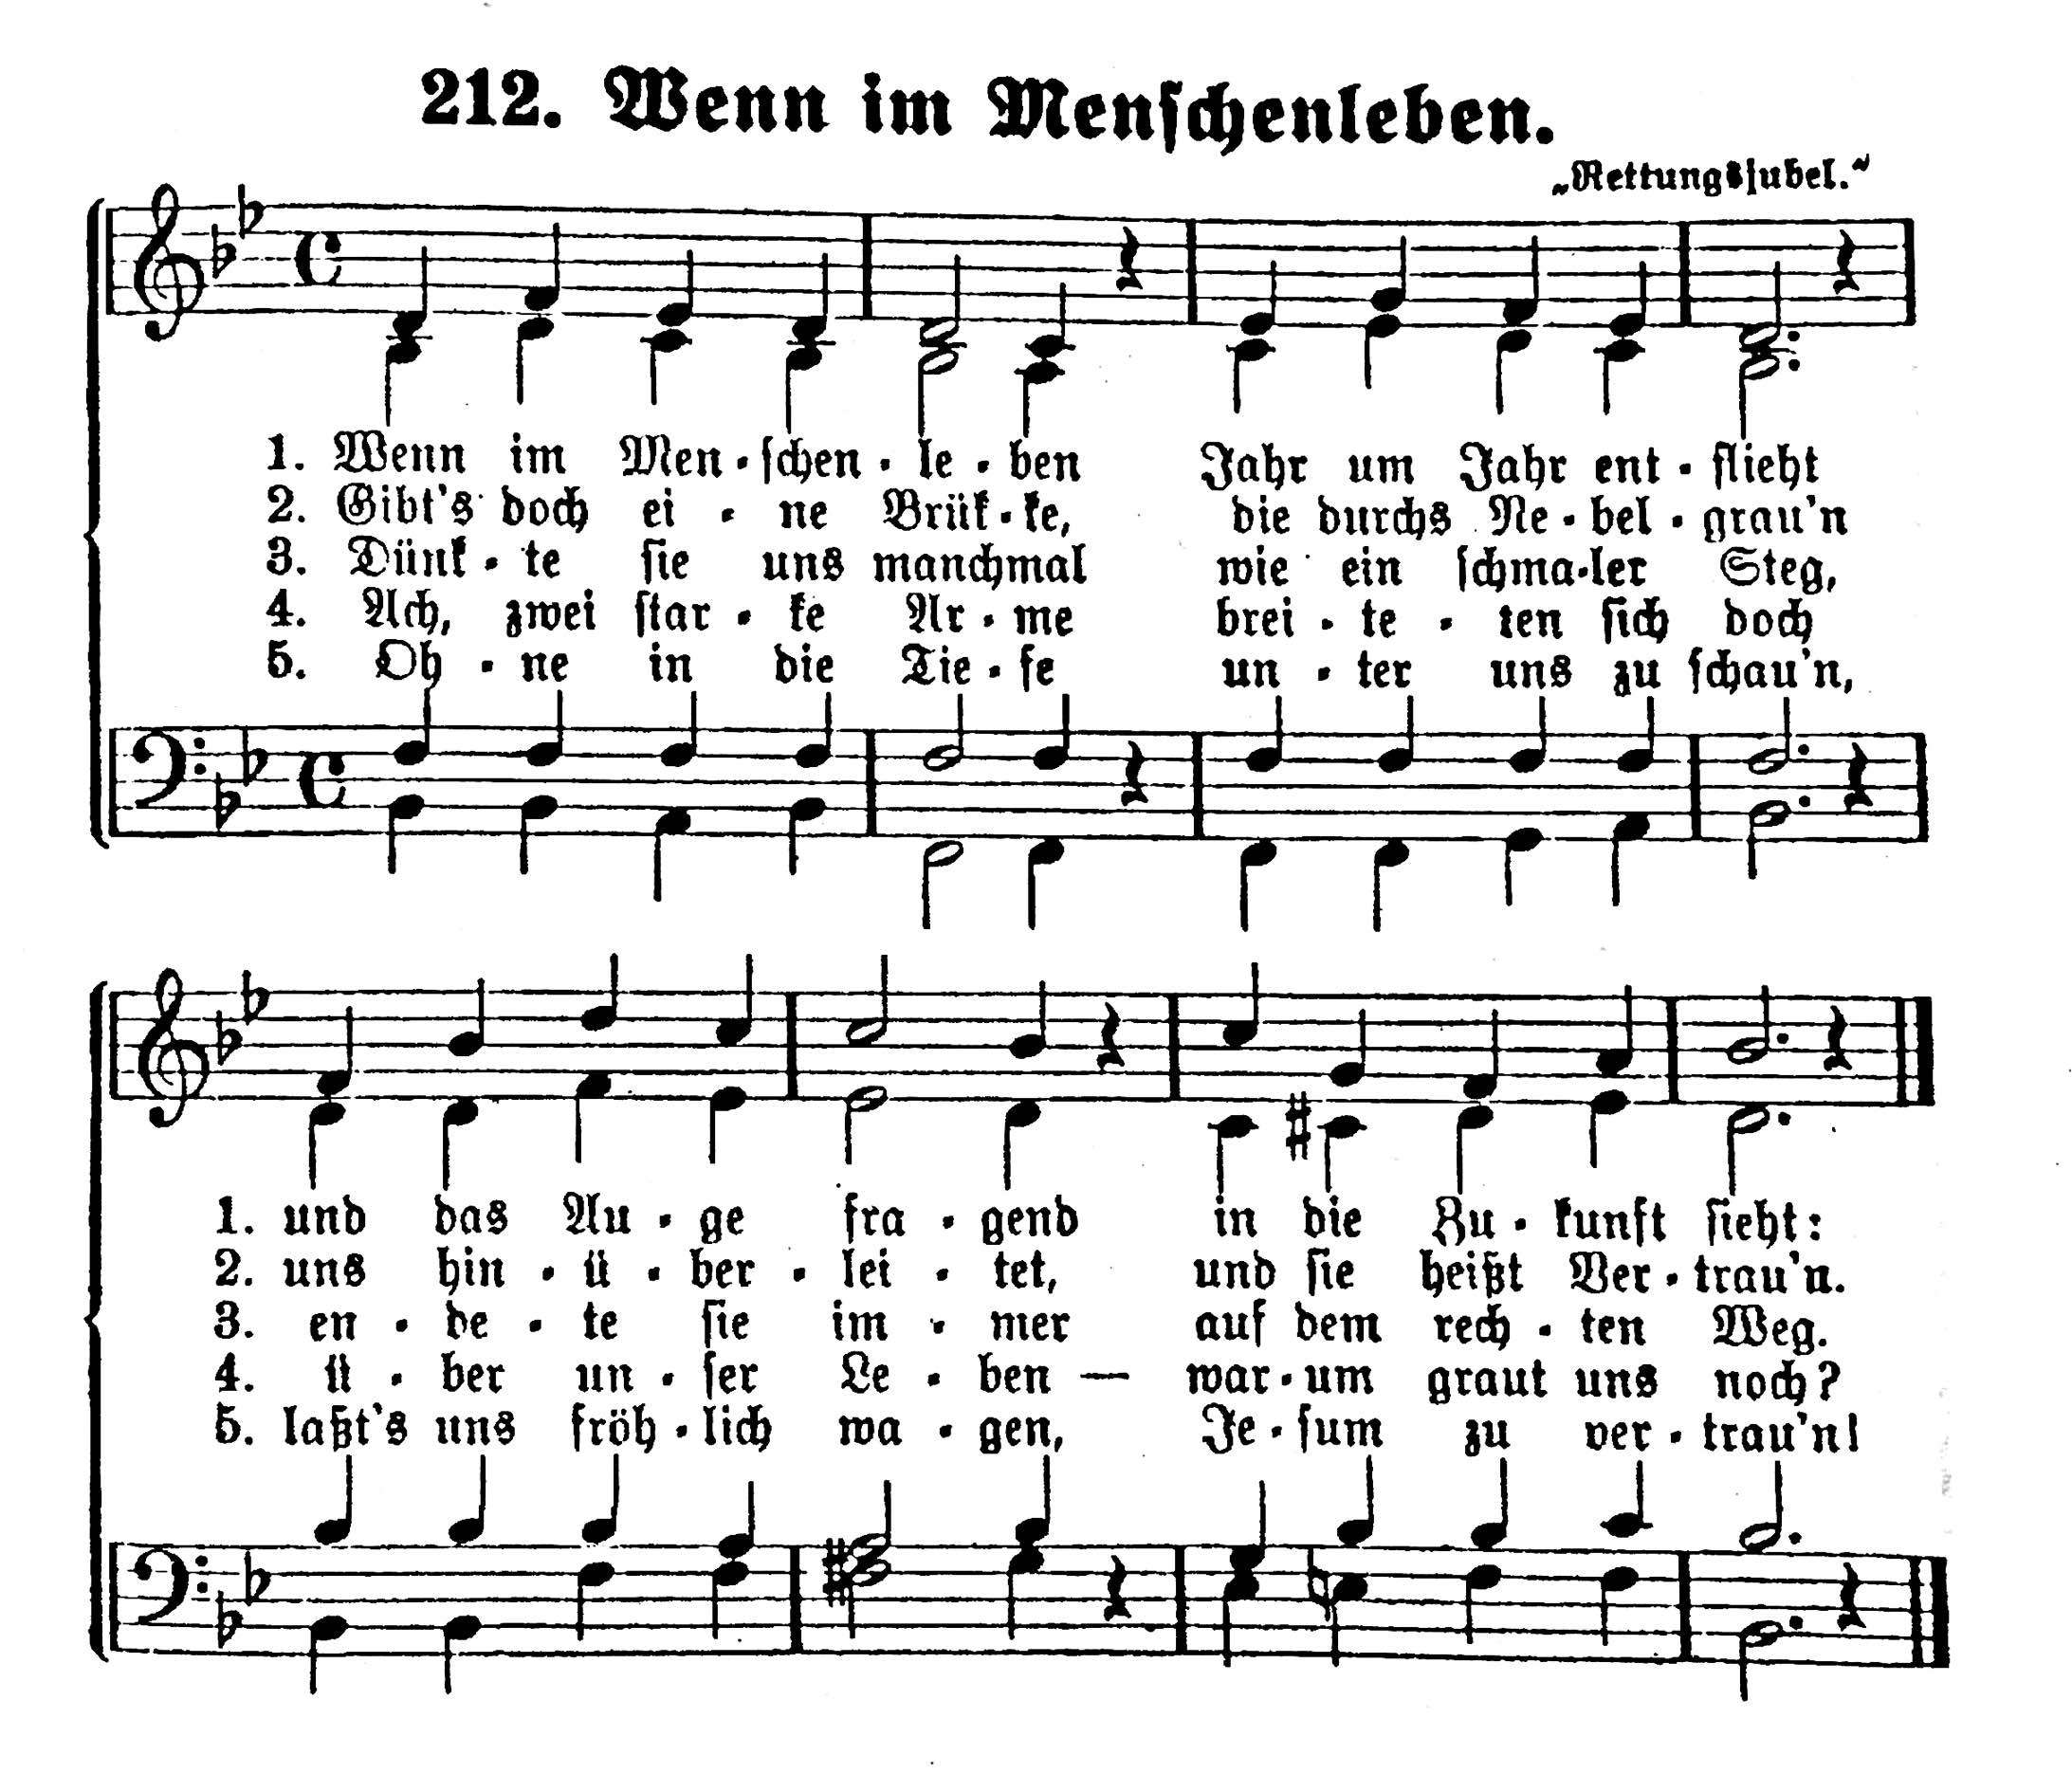 212. Wenn im Menschenleben.
„Rettungsjubel.“
1. Wenn im Men-schen-le-ben Jahr um Jahr ent-flieht
2. Gibt's doch ei-ne Brük-ke, die durchs Ne-bel-grau'n
3. Dünk-te sie uns manchmal wie ein schma-ler Steg,
4. Ach, zwei star-ke Ar-me brei-te-ten sich doch
5. Oh-ne in die Tie-fe un-ter uns zu schau'n,
1. und das Au-ge fra-gend in die Zu-kunft sieht:
2. uns hin-ü-ber-lei-tet, und sie heißt Ver-trau'n.
3. en-de-te sie im-mer auf dem rech-ten Weg.
4. ü-ber un-ser Le-ben — war-um graut uns noch?
5. laßt's uns fröh-lich wa-gen, Je-sum zu ver-trau'n!